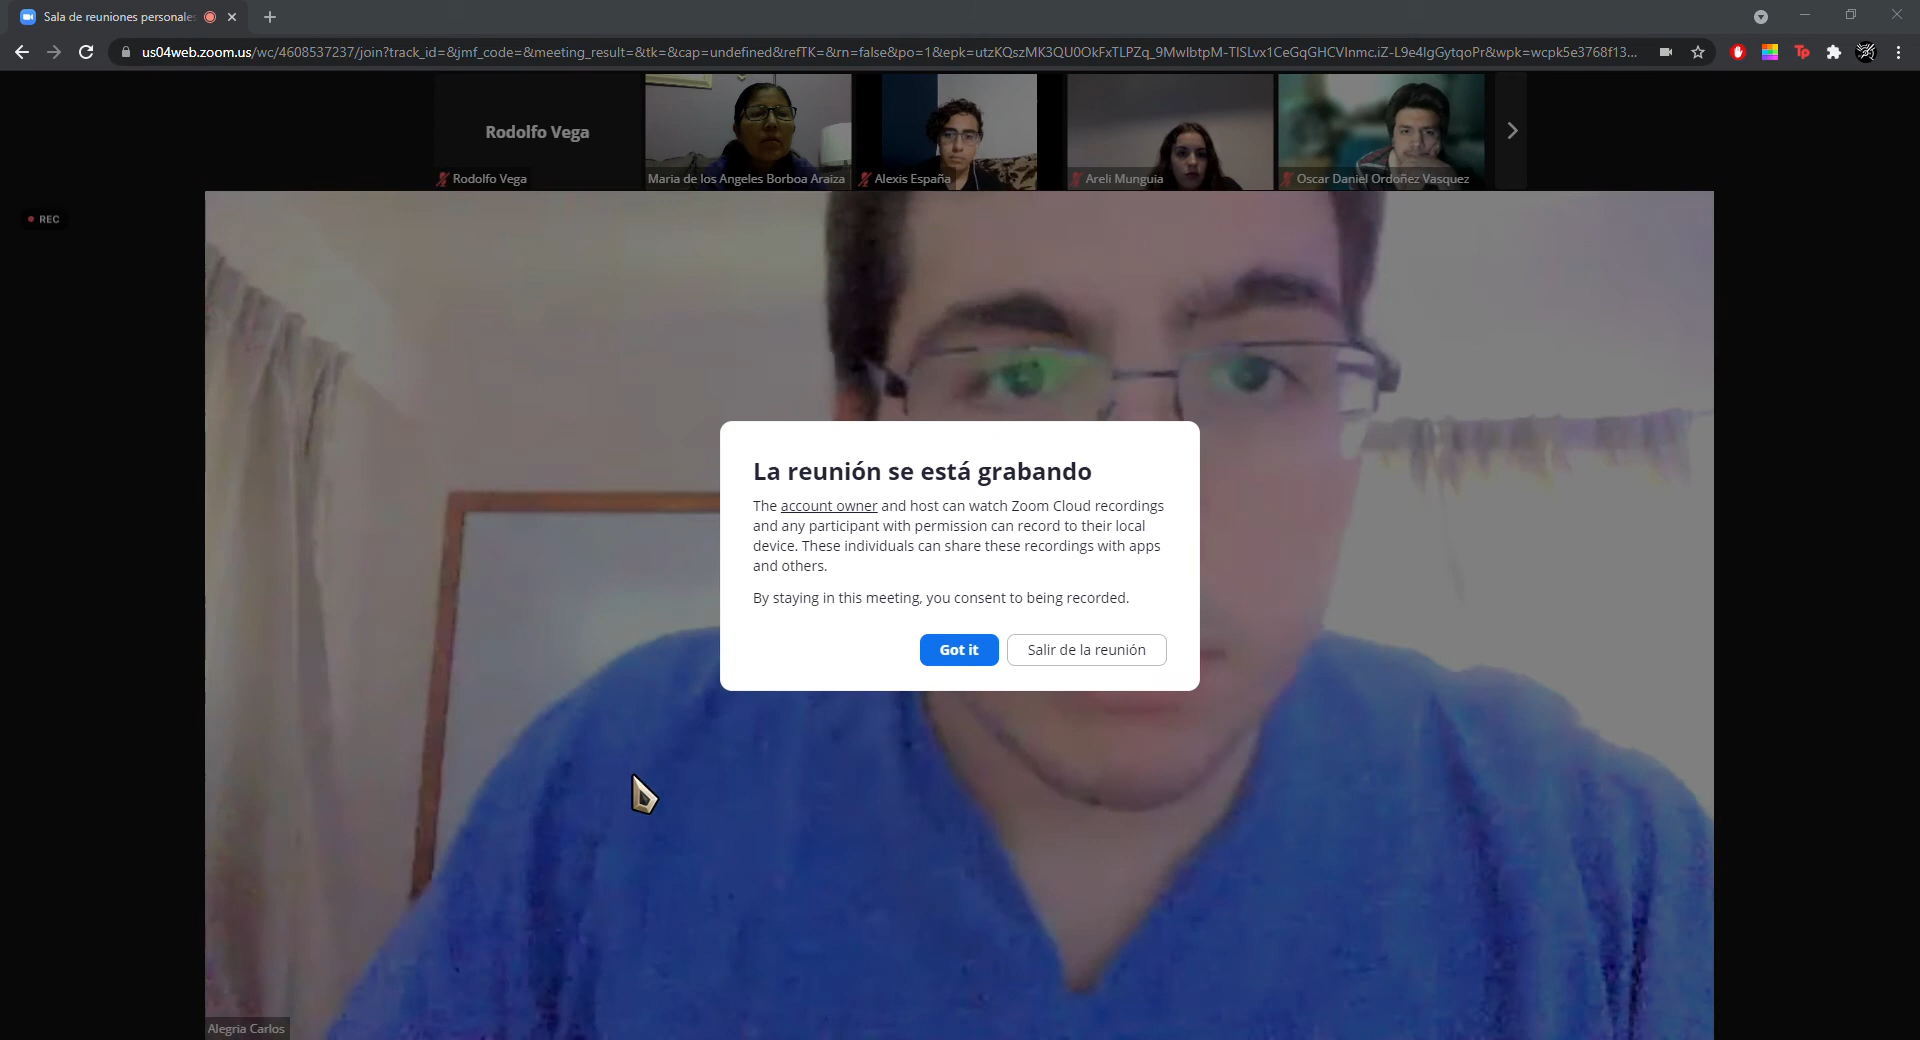 Sala de reuniones personales
us04web.zoom.us/wc/4608537237/join?track_id=&jmf_code=&meeting_result=&tk=&cap=undefined&refTK=&rn=false&po=1&epk=utzKQszMK3QU0OkFxTLPZq_9MwIbtpM-TISLvx1CeGqGHCVInmc.iZ-L9e4IgGytqoPr&wpk=wcpk5e3768f13...
Tp
Rodolfo Vega
Rodolfo Vega
Maria de los Angeles Borboa Araiza
Alexis España
Areli Munguia
Oscar Daniel Ordoñez Vasquez
REC
La reunión se está grabando
The account owner and host can watch Zoom Cloud recordings
and any participant with permission can record to their local
device. These individuals can share these recordings with apps
and others.
By staying in this meeting, you consent to being recorded.
Got it
Salir de la reunión
Alegria Carlos